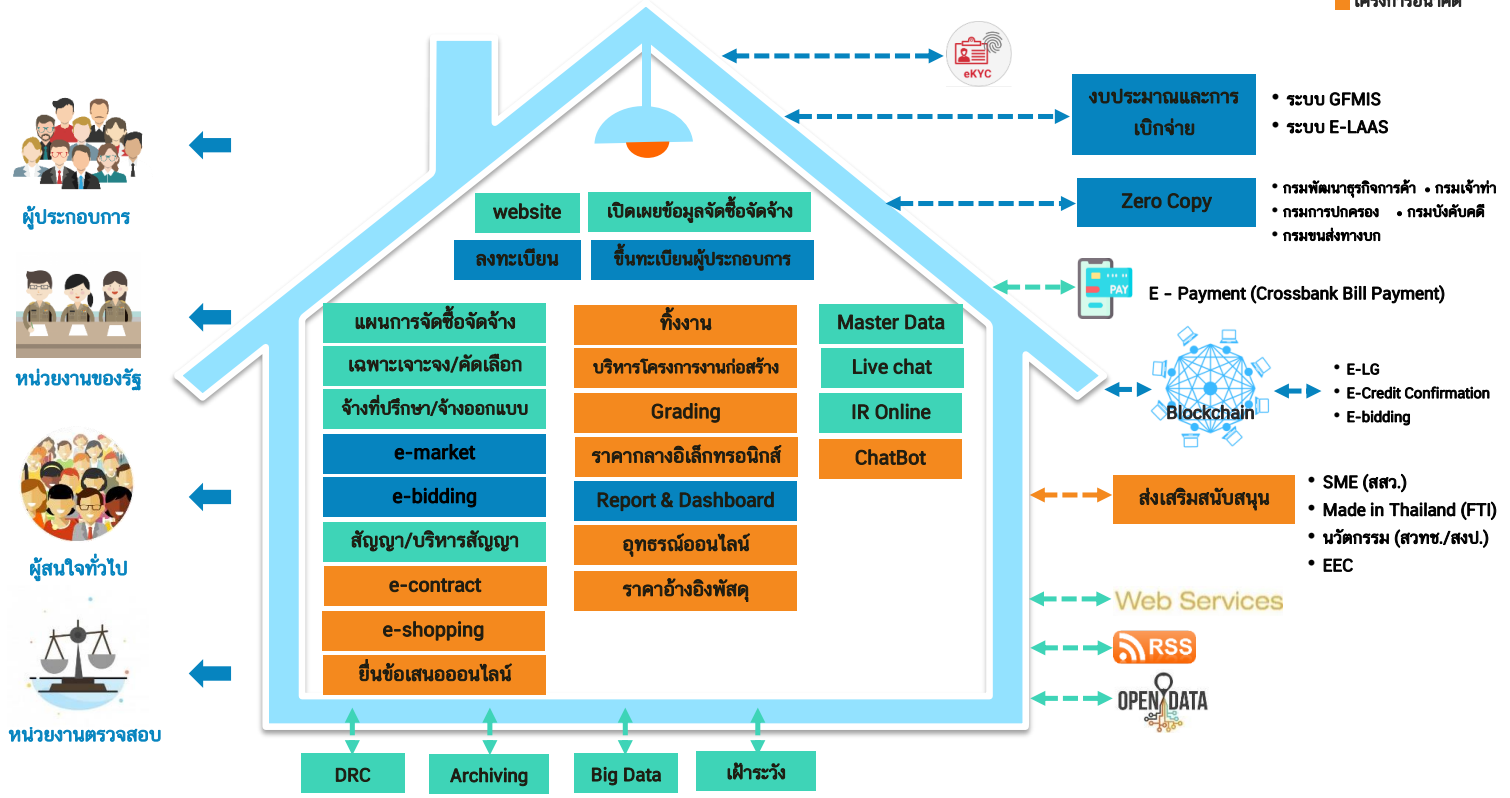 โครงการอนาคต
eKYC
งบประมาณและการ
เบิกจ่าย
• ระบบ GFMIS
• ระบบ E-LAAS
ผู้ประกอบการ
Zero Copy
• กรมพัฒนาธุรกิจการค้า • กรมเจ้าท่า
• กรมการปกครอง • กรมบังคับคดี
• กรมขนส่งทางบก
website
เปิดเผยข้อมูลจัดซื้อจัดจ้าง
ลงทะเบียน
ขึ้นทะเบียนผู้ประกอบการ
PAY
E - Payment (Crossbank Bill Payment)
หน่วยงานของรัฐ
แผนการจัดซื้อจัดจ้าง
เฉพาะเจาะจง/คัดเลือก
จ้างที่ปรึกษา/จ้างออกแบบ
e-market
e-bidding
สัญญา/บริหารสัญญา
e-contract
e-shopping
ยื่นข้อเสนอออนไลน์
ทิ้งงาน
บริหารโครงการงานก่อสร้าง
Grading
ราคากลางอิเล็กทรอนิกส์
Report & Dashboard
อุทธรณ์ออนไลน์
ราคาอ้างอิงพัสดุ
Master Data
Live chat
IR Online
ChatBot
Blockchain
• E-LG
• E-Credit Confirmation
• E-bidding
ส่งเสริมสนับสนุน
• SME (สสว.)
• Made in Thailand (FTI)
• นวัตกรรม (สวทช./สงป.)
• EEC
ผู้สนใจทั่วไป
Web Services
RSS
OPEN DATA
หน่วยงานตรวจสอบ
DRC
Archiving
Big Data
เฝ้าระวัง